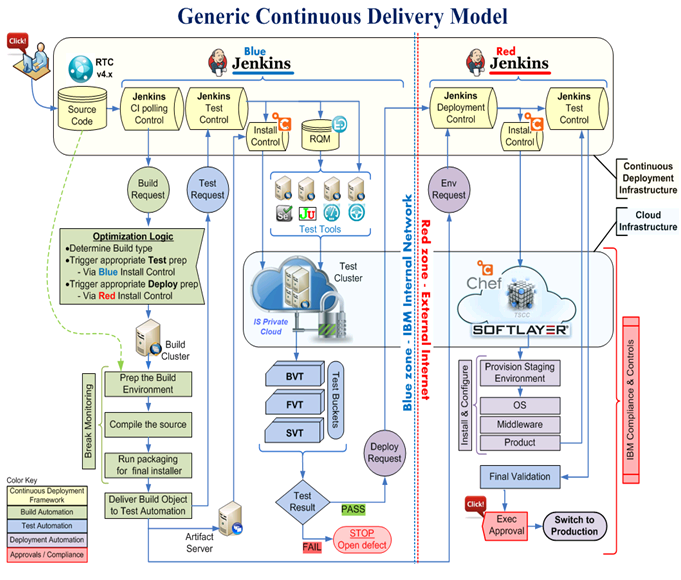 Generic Continuous Delivery Model
Click!
RTC
v4.x
Blue
Jenkins
Red
Jenkins
Source
Code
Jenkins
CI polling
Control
Jenkins
Test
Control
Install
Control
RQM
Jenkins
Deployment
Control
Install
Control
Jenkins
Test
Control
Build
Request
Test
Request
Env
Request
Continuous
Deployment
Infrastructure
Cloud
Infrastructure
JU
Test Tools
Optimization Logic
•Determine Build type
•Trigger appropriate Test prep
- Via Blue Install Control
•Trigger appropriate Deploy prep
- Via Red Install Control
Test
Cluster
IS Private
Cloud
Blue zone - IBM Internal Network
Red zone - External Internet
Chef
TSCC
SOFTLAYER®
Build
Cluster
Break Monitoring
Prep the Build
Environment
Compile the source
Run packaging
for final installer
Deliver Build Object
to Test Automation
Artifact
Server
BVT
FVT
SVT
Test Buckets
Deploy
Request
Test
Result
PASS
FAIL
STOP
Open defect
Install & Configure
Provision Staging
Environment
OS
Middleware
Product
Final Validation
Click!
Exec
Approval
Switch to
Production
IBM Compliance & Controls
Color Key
Continuous Deployment
Framework
Build Automation
Test Automation
Deployment Automation
Approvals / Compliance